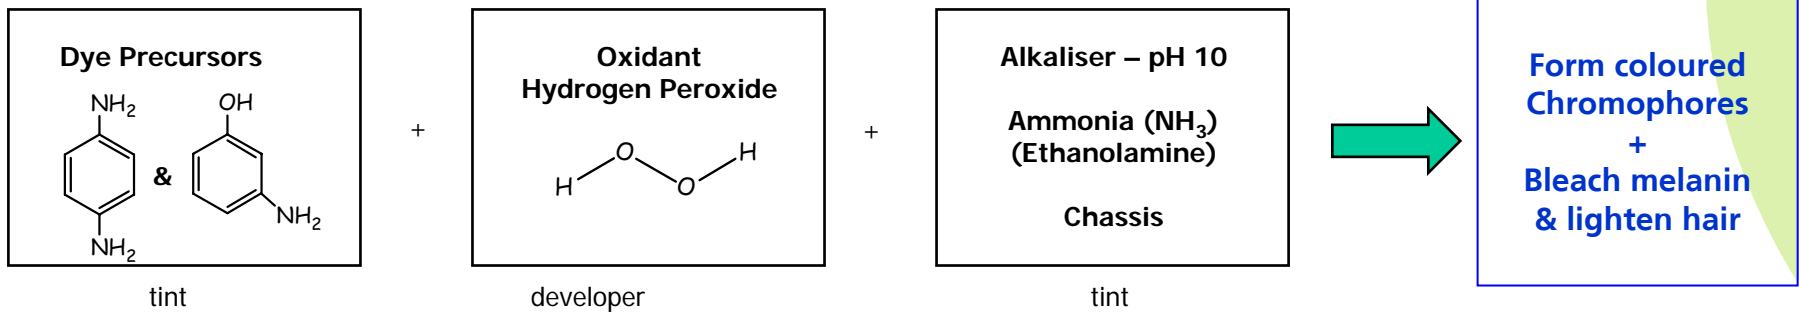 Dye Precursors
NH2
NH2
&
OH
NH2
tint
+
Oxidant
Hydrogen Peroxide
H
O
O
H
developer
+
Alkaliser – pH 10
Ammonia (NH3)
(Ethanolamine)
Chassis
tint
Form coloured
Chromophores
+
Bleach melanin
& lighten hair